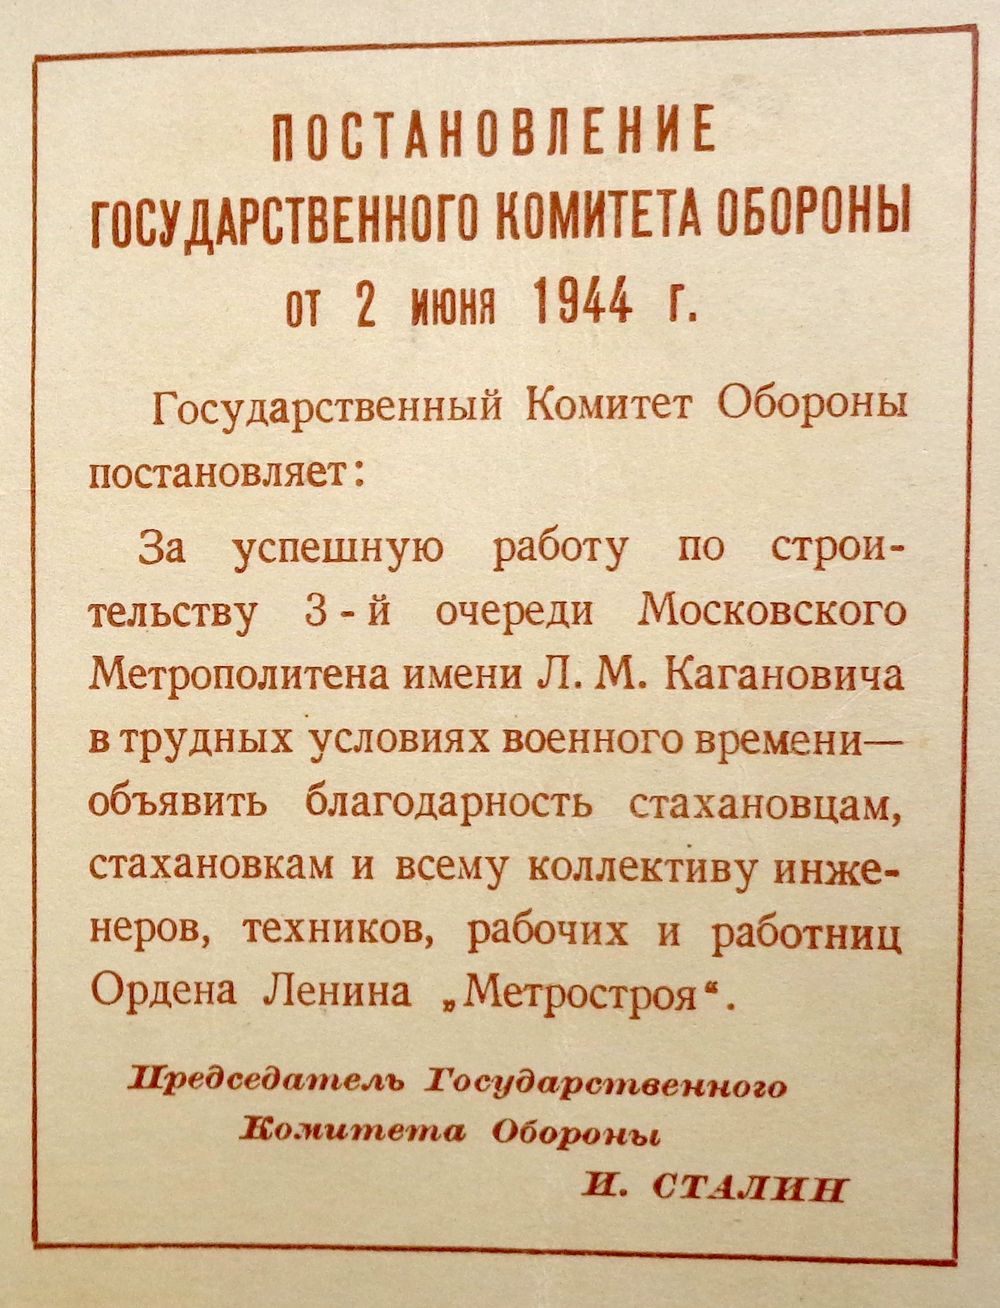 ПОСТАНОВЛЕНИЕ
ГОСУДАРСТВЕННОГО КОМИТЕТА ОБОРОНЫ
от 2 июня 1944 г.
Государственный Комитет Обороны
постановляет:
За успешную работу по строи-
тельству 3-й очереди Московского
Метрополитена имени Л. М. Кагановича
в трудных условиях военного времени—
объявить благодарность стахановцам,
стахановкам и всему коллективу инже-
неров, техников, рабочих и работниц
Ордена Ленина „Метростроя“.
Председатель Государственного
Комитета Обороны
И. СТАЛИН